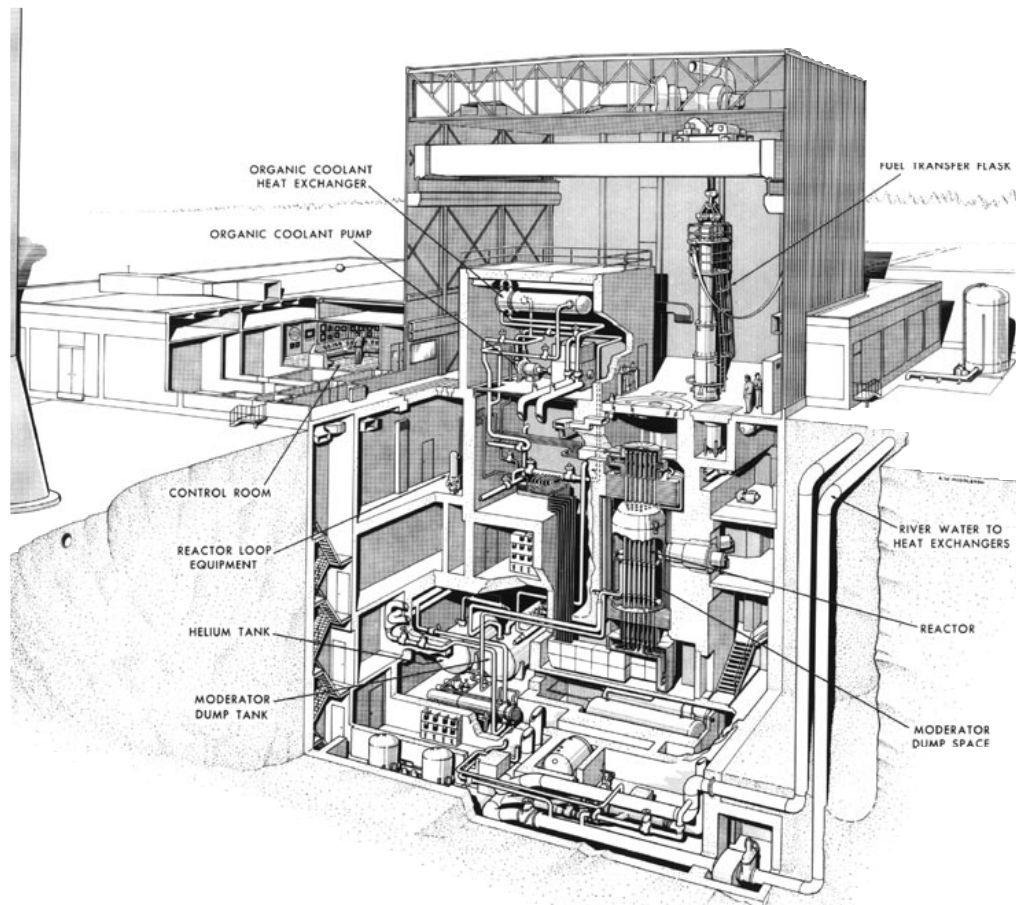 ORGANIC COOLANT
HEAT EXCHANGER
FUEL TRANSFER FLASK
ORGANIC COOLANT PUMP
CONTROL ROOM
RIVER WATER TO
HEAT EXCHANGERS
REACTOR LOOP
EQUIPMENT
HELIUM TANK
REACTOR
MODERATOR
DUMP TANK
MODERATOR
DUMP SPACE